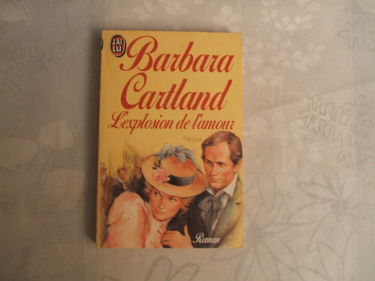 J'AI
LU
Barbara
Cartland
L'explosion de l'amour
Roman